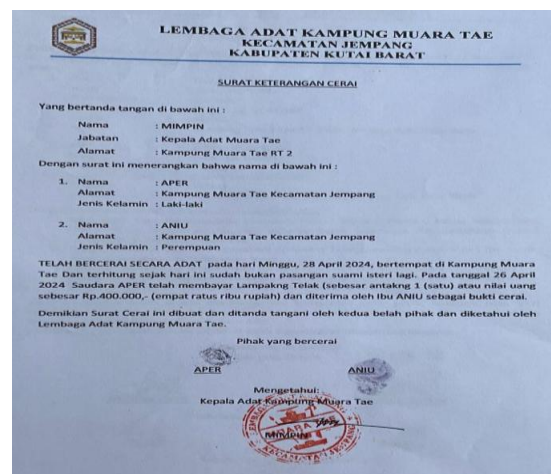 LEMBAGA ADAT KAMPUNG MUARA TAE
KECAMATAN JEMPANG
KABUPATEN KUTAI BARAT
SURAT KETERANGAN CERAI
Yang bertanda tangan di bawah ini :
Nama : MIMPIN
Jabatan : Kepala Adat Muara Tae
Alamat : Kampung Muara Tae RT 2
Dengan surat ini menerangkan bahwa nama di bawah ini :
1. Nama : APER
Alamat : Kampung Muara Tae Kecamatan Jempang
Jenis Kelamin : Laki-laki
2. Nama : ANIU
Alamat : Kampung Muara Tae Kecamatan Jempang
Jenis Kelamin : Perempuan
TELAH BERCERAI SECARA ADAT pada hari Minggu, 28 April 2024, bertempat di Kampung Muara
Tae Dan terhitung sejak hari ini sudah bukan pasangan suami isteri lagi. Pada tanggal 26 April
2024 Saudara APER telah membayar Lampakng Telak (sebesar antakng 1 (satu) atau nilai uang
sebesar Rp.400.000,- (empat ratus ribu rupiah) dan diterima oleh Ibu ANIU sebagai bukti cerai.
Demikian Surat Cerai ini dibuat dan ditanda tangani oleh kedua belah pihak dan diketahui oleh
Lembaga Adat Kampung Muara Tae.
Pihak yang bercerai
APER ANIU
Mengetahui:
Kepala Adat Kampung Muara Tae
MIMPIN